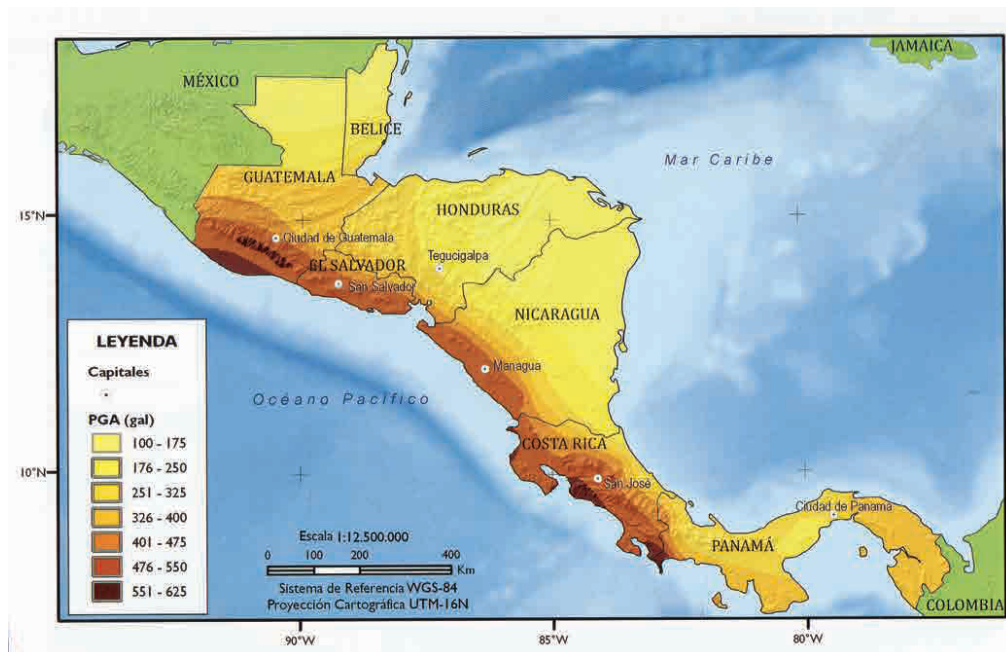 JAMAICA
MÉXICO
BELICE
Mar Caribe
GUATEMALA
HONDURAS
15°N
Ciudad de Guatemala
Tegucigalpa
EL SALVADOR
San Salvador
NICARAGUA
LEYENDA
Capitales
Managua
Océano Pacífico
PGA (gal)
100 - 175
176 - 250
251 - 325
326 - 400
401 - 475
476 - 550
551 - 625
COSTA RICA
10°N
San José
Ciudad de Panamá
PANAMÁ
Escala 1:12.500.000
0 100 200 400
Km
Sistema de Referencia WGS-84
Proyección Cartográfica UTM-16N
COLOMBIA
90°W
85°W
80°W